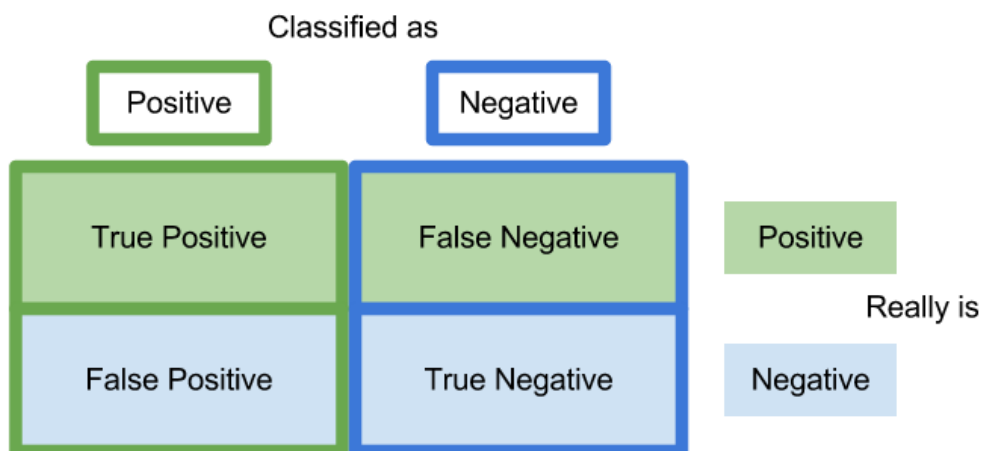 Classified as
Positive
Negative
True Positive
False Negative
Positive
Really is
False Positive
True Negative
Negative